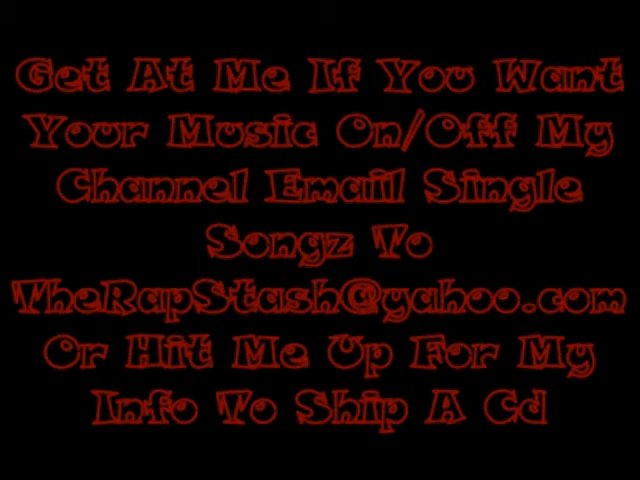 Get At Me If You Want
Your Music On/Off My
Channel Email Single
Songz To
TheRapStash@yahoo.com
Or Hit Me Up For My
Info To Ship A Cd